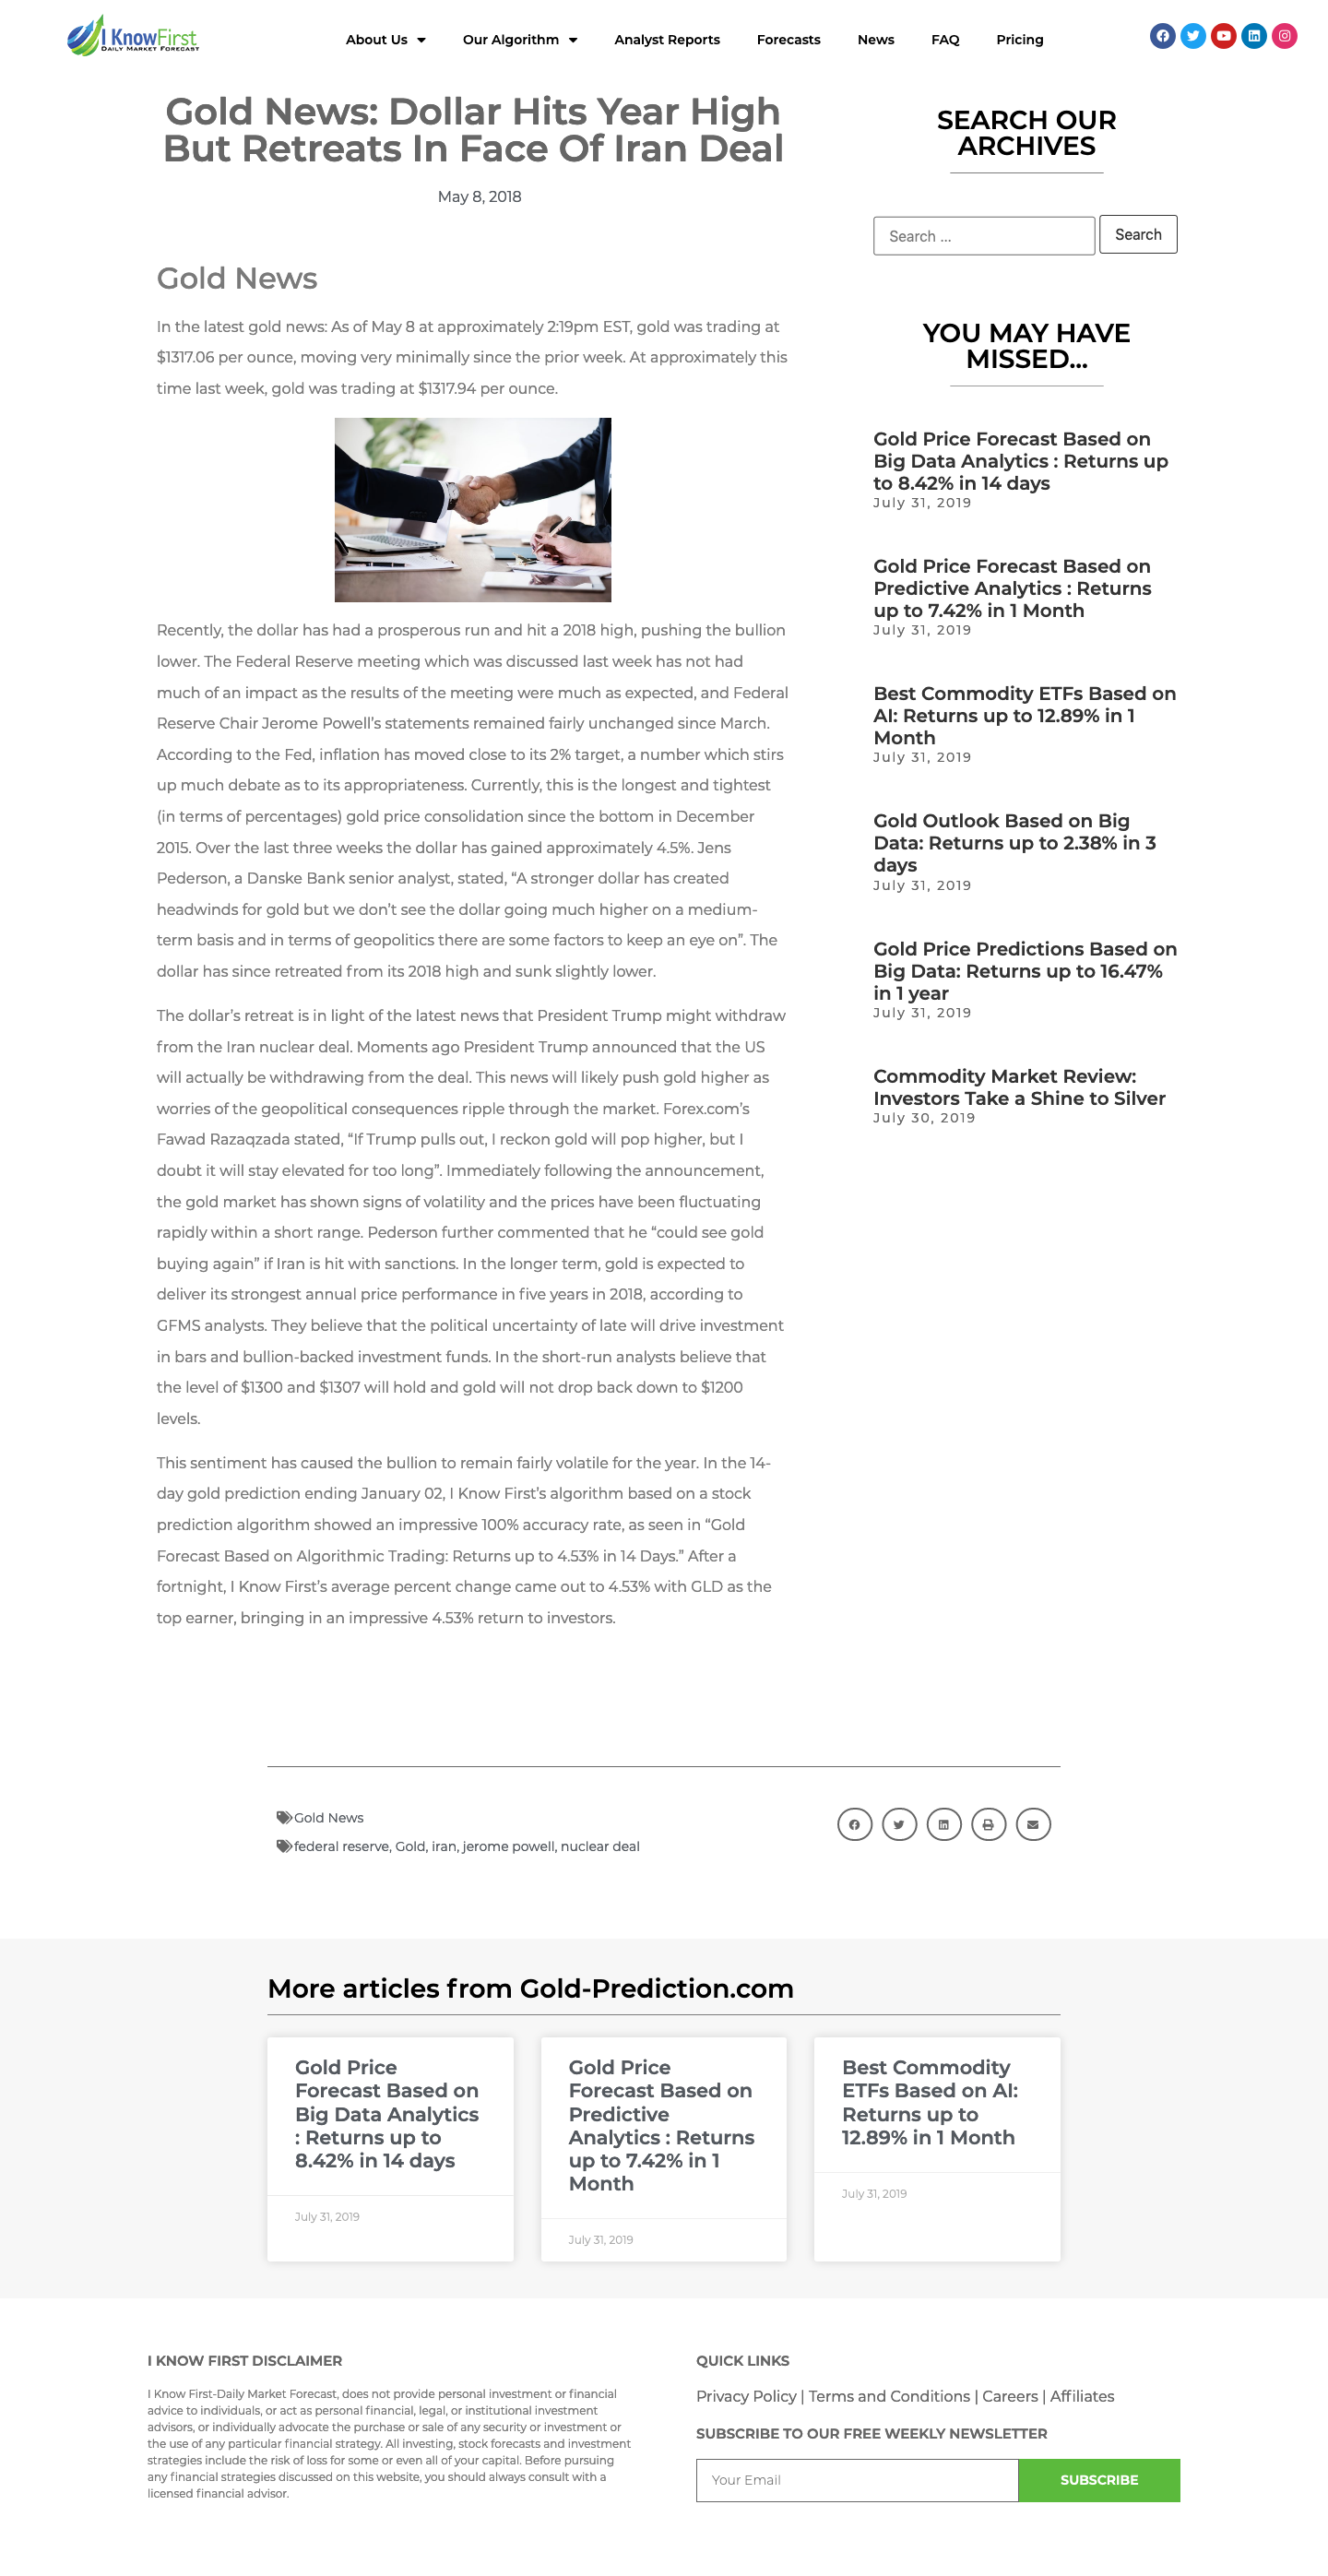 I Know First
DAILY MARKET FORECAST
About Us
Our Algorithm
Analyst Reports
Forecasts
News
FAQ
Pricing
Gold News: Dollar Hits Year High
But Retreats In Face Of Iran Deal
May 8, 2018
Gold News
In the latest gold news: As of May 8 at approximately 2:19pm EST, gold was trading at
$1317.06 per ounce, moving very minimally since the prior week. At approximately this
time last week, gold was trading at $1317.94 per ounce.
Recently, the dollar has had a prosperous run and hit a 2018 high, pushing the bullion
lower. The Federal Reserve meeting which was discussed last week has not had
much of an impact as the results of the meeting were much as expected, and Federal
Reserve Chair Jerome Powell’s statements remained fairly unchanged since March.
According to the Fed, inflation has moved close to its 2% target, a number which stirs
up much debate as to its appropriateness. Currently, this is the longest and tightest
(in terms of percentages) gold price consolidation since the bottom in December
2015. Over the last three weeks the dollar has gained approximately 4.5%. Jens
Pederson, a Danske Bank senior analyst, stated, “A stronger dollar has created
headwinds for gold but we don’t see the dollar going much higher on a medium-
term basis and in terms of geopolitics there are some factors to keep an eye on”. The
dollar has since retreated from its 2018 high and sunk slightly lower.
The dollar’s retreat is in light of the latest news that President Trump might withdraw
from the Iran nuclear deal. Moments ago President Trump announced that the US
will actually be withdrawing from the deal. This news will likely push gold higher as
worries of the geopolitical consequences ripple through the market. Forex.com’s
Fawad Razaqzada stated, “If Trump pulls out, I reckon gold will pop higher, but I
doubt it will stay elevated for too long”. Immediately following the announcement,
the gold market has shown signs of volatility and the prices have been fluctuating
rapidly within a short range. Pederson further commented that he “could see gold
buying again” if Iran is hit with sanctions. In the longer term, gold is expected to
deliver its strongest annual price performance in five years in 2018, according to
GFMS analysts. They believe that the political uncertainty of late will drive investment
in bars and bullion-backed investment funds. In the short-run analysts believe that
the level of $1300 and $1307 will hold and gold will not drop back down to $1200
levels.
This sentiment has caused the bullion to remain fairly volatile for the year. In the 14-
day gold prediction ending January 02, I Know First’s algorithm based on a stock
prediction algorithm showed an impressive 100% accuracy rate, as seen in “Gold
Forecast Based on Algorithmic Trading: Returns up to 4.53% in 14 Days.” After a
fortnight, I Know First’s average percent change came out to 4.53% with GLD as the
top earner, bringing in an impressive 4.53% return to investors.
SEARCH OUR
ARCHIVES
Search ...
Search
YOU MAY HAVE
MISSED...
Gold Price Forecast Based on
Big Data Analytics : Returns up
to 8.42% in 14 days
July 31, 2019
Gold Price Forecast Based on
Predictive Analytics : Returns
up to 7.42% in 1 Month
July 31, 2019
Best Commodity ETFs Based on
AI: Returns up to 12.89% in 1
Month
July 31, 2019
Gold Outlook Based on Big
Data: Returns up to 2.38% in 3
days
July 31, 2019
Gold Price Predictions Based on
Big Data: Returns up to 16.47%
in 1 year
July 31, 2019
Commodity Market Review:
Investors Take a Shine to Silver
July 30, 2019
Gold News
federal reserve, Gold, iran, jerome powell, nuclear deal
More articles from Gold-Prediction.com
Gold Price
Forecast Based on
Big Data Analytics
: Returns up to
8.42% in 14 days
July 31, 2019
Gold Price
Forecast Based on
Predictive
Analytics : Returns
up to 7.42% in 1
Month
July 31, 2019
Best Commodity
ETFs Based on AI:
Returns up to
12.89% in 1 Month
July 31, 2019
I KNOW FIRST DISCLAIMER
I Know First-Daily Market Forecast, does not provide personal investment or financial
advice to individuals, or act as personal financial, legal, or institutional investment
advisors, or individually advocate the purchase or sale of any security or investment or
the use of any particular financial strategy. All investing, stock forecasts and investment
strategies include the risk of loss for some or even all of your capital. Before pursuing
any financial strategies discussed on this website, you should always consult with a
licensed financial advisor.
QUICK LINKS
Privacy Policy | Terms and Conditions | Careers | Affiliates
SUBSCRIBE TO OUR FREE WEEKLY NEWSLETTER
Your Email
SUBSCRIBE